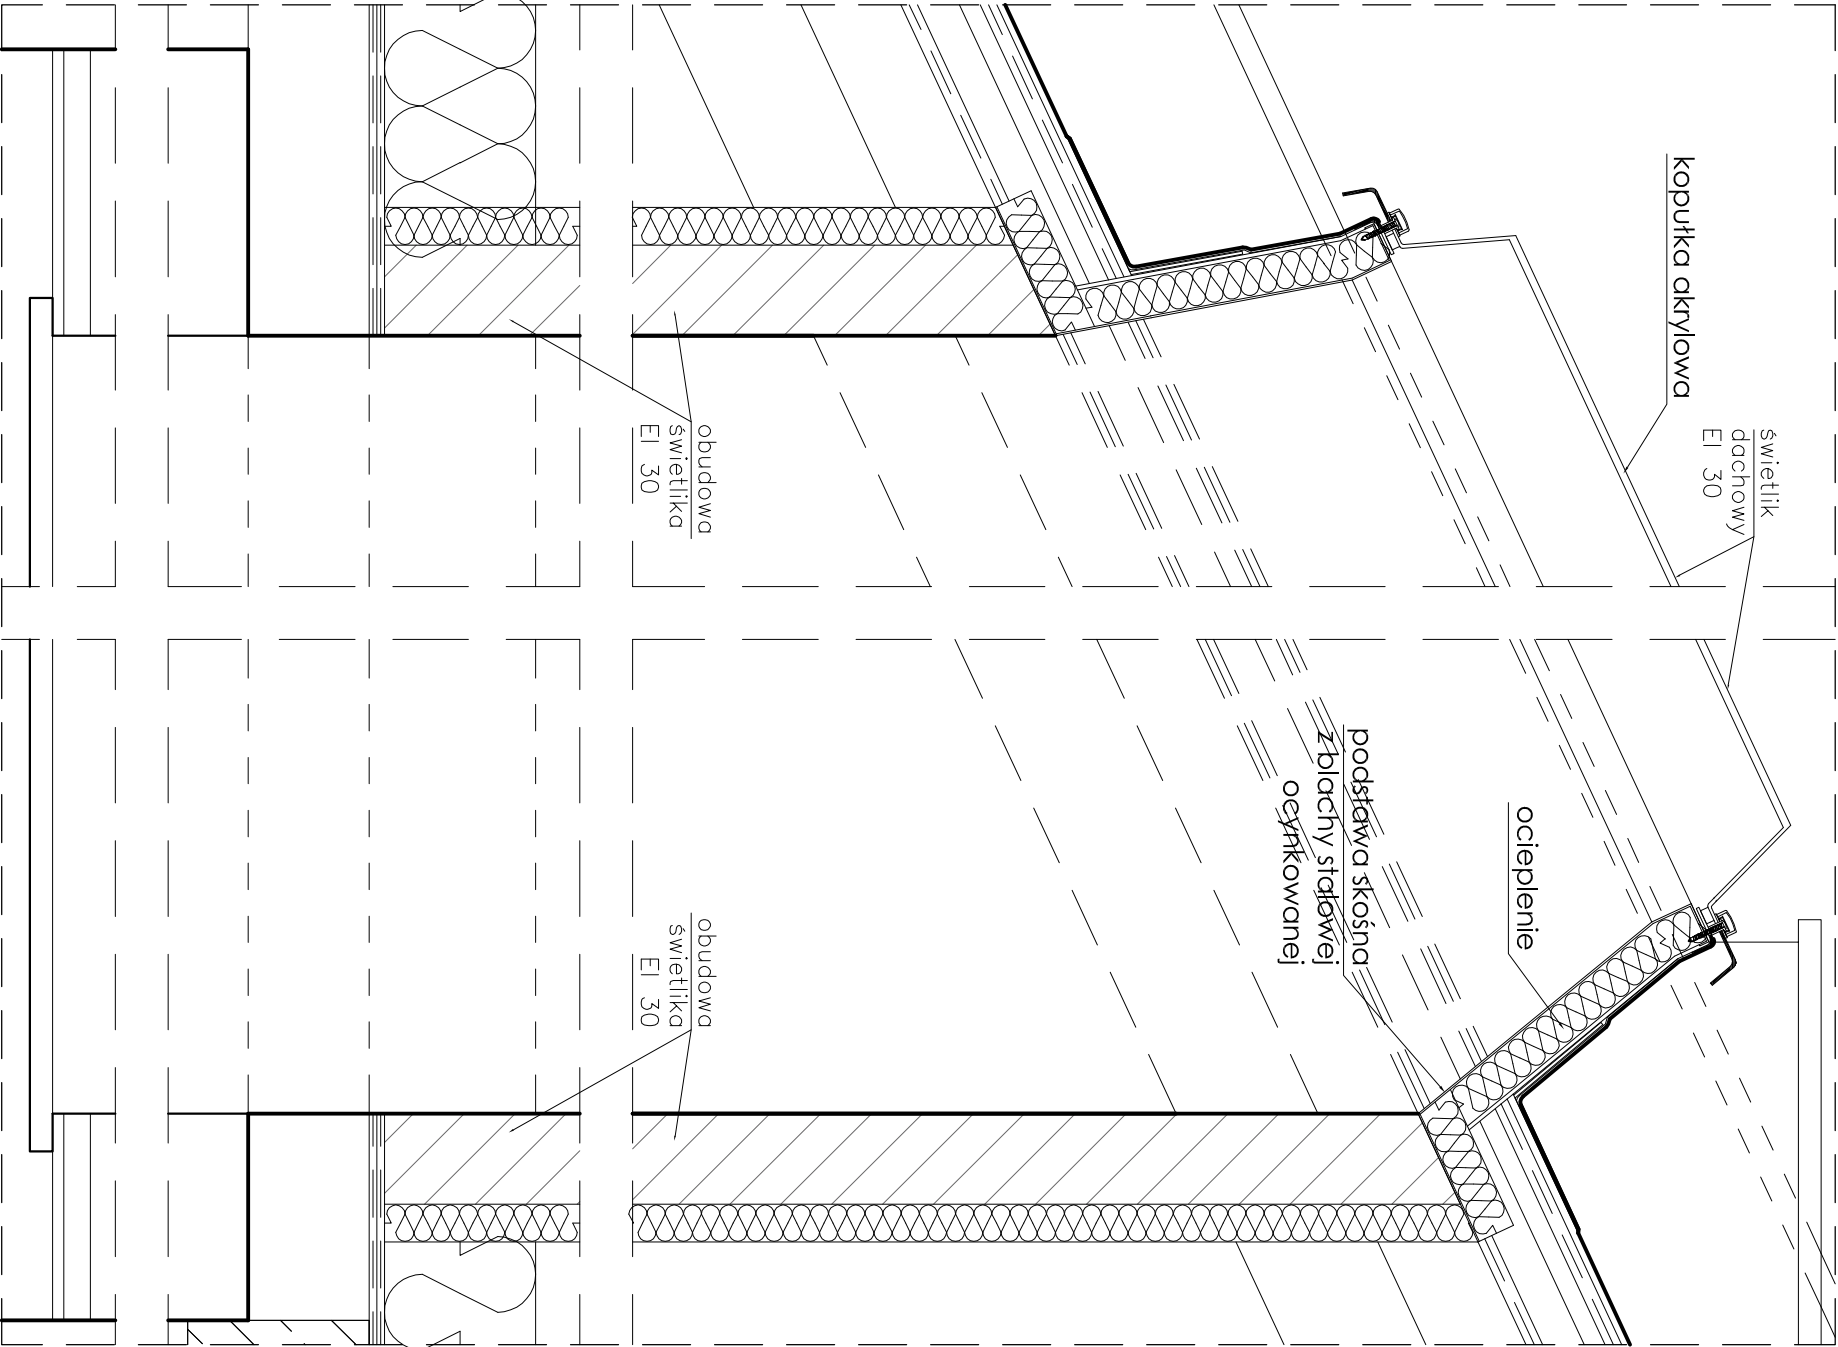 kopułka akrylowa
świetlik
dachowy
EI 30
obudowa
świetlika
EI 30
podstawa skośna
z blachy stalowej
ocynkowanej
ocieplenie
obudowa
świetlika
EI 30